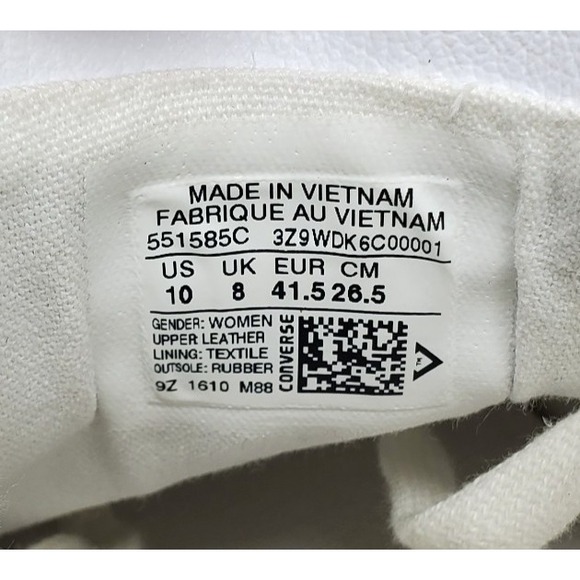 MADE IN VIETNAM
FABRIQUE AU VIETNAM
551585C 3Z9WDK6C00001
US UK EUR CM
10 8 41.5 26.5
GENDER: WOMEN
UPPER LEATHER
LINING: TEXTILE
OUTSOLE: RUBBER
9Z 1610 M88
CONVERSE
TM